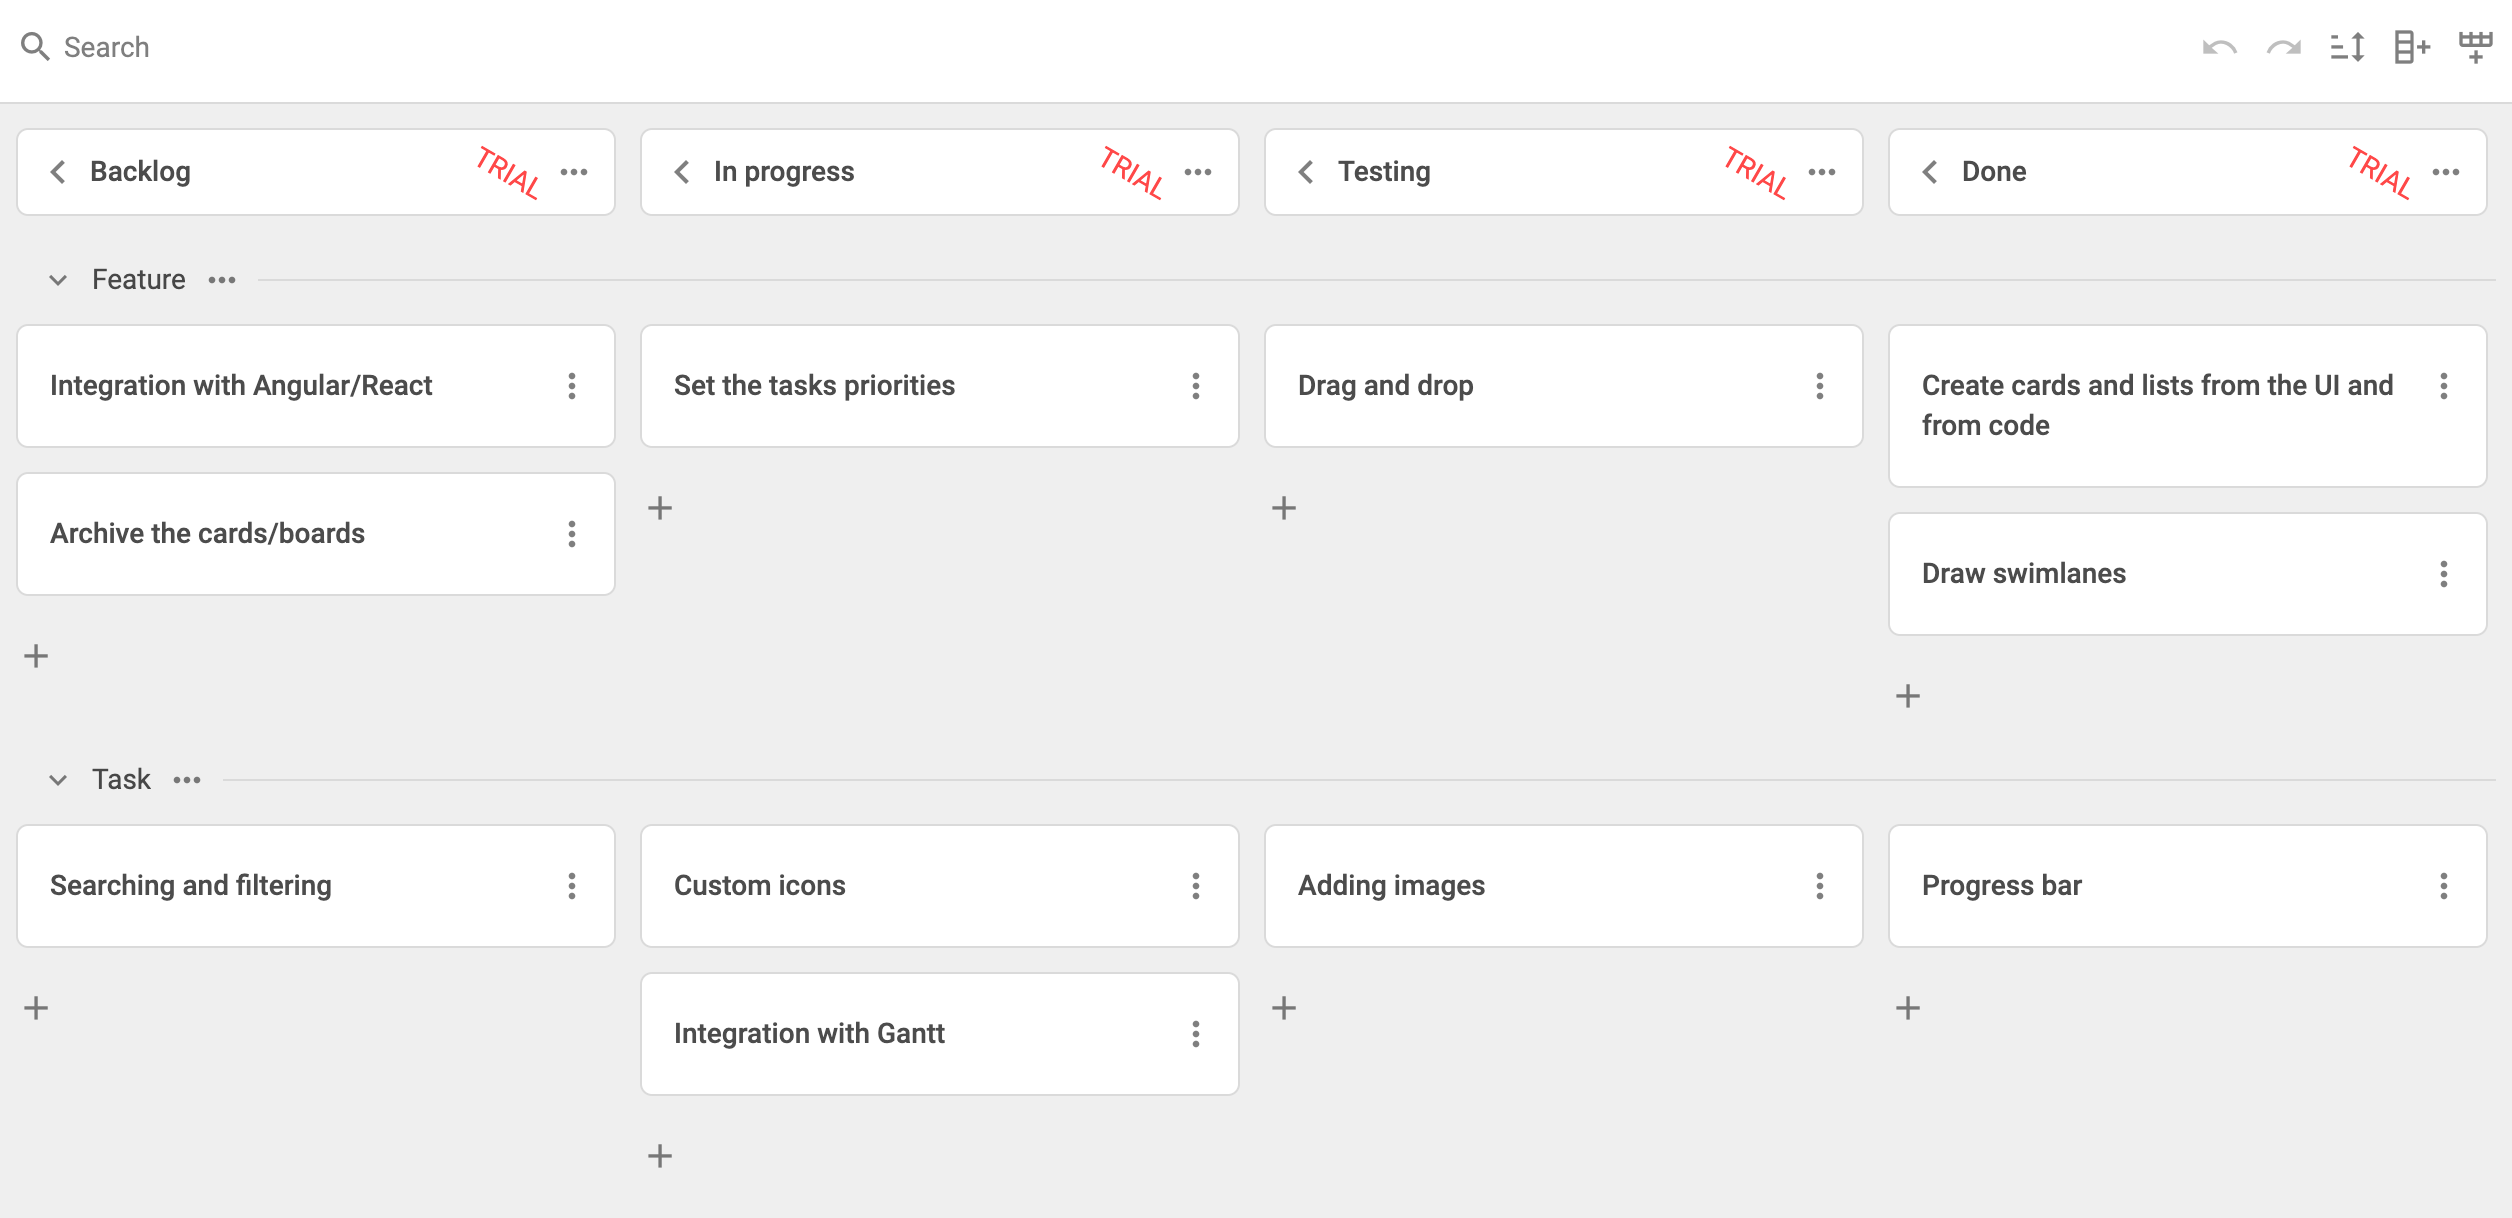 Search
Backlog
TRIAL
In progress
TRIAL
Testing
TRIAL
Done
TRIAL
Feature
Integration with Angular/React
Set the tasks priorities
Drag and drop
Create cards and lists from the UI and
from code
Archive the cards/boards
Draw swimlanes
Task
Searching and filtering
Custom icons
Adding images
Progress bar
Integration with Gantt